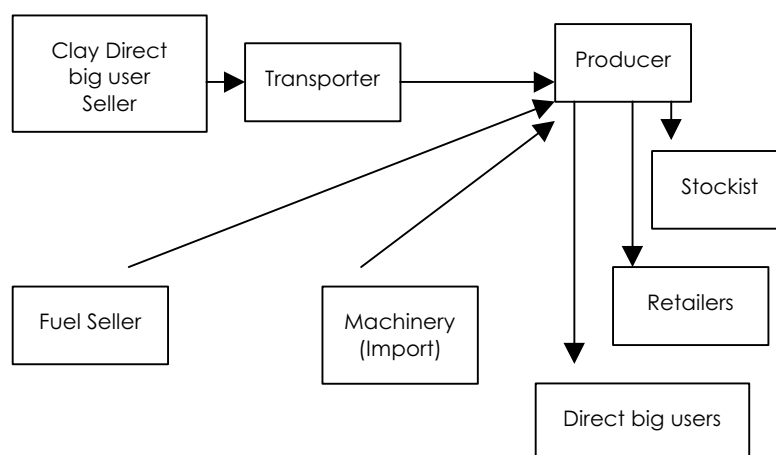 Clay Direct
big user
Seller
Transporter
Producer
Stockist
Retailers
Fuel Seller
Machinery
(Import)
Direct big users